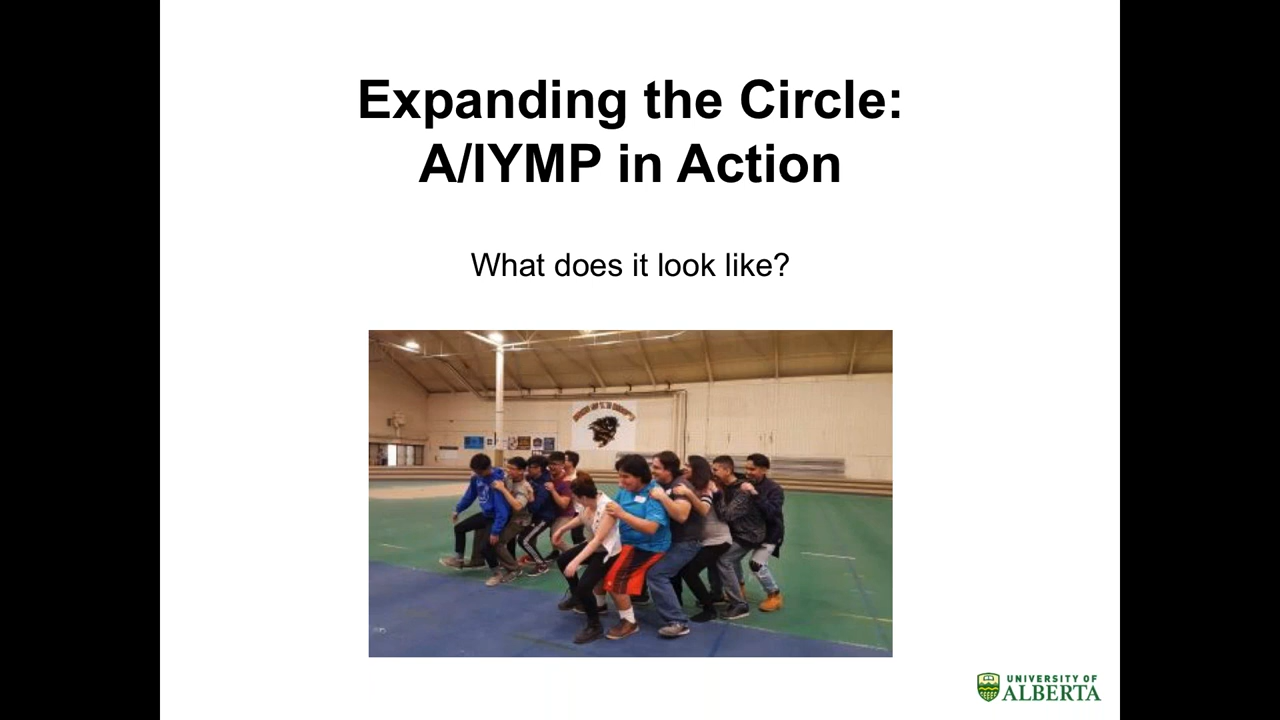 Expanding the Circle:
A/IYMP in Action
What does it look like?
UNIVERSITY OF
ALBERTA